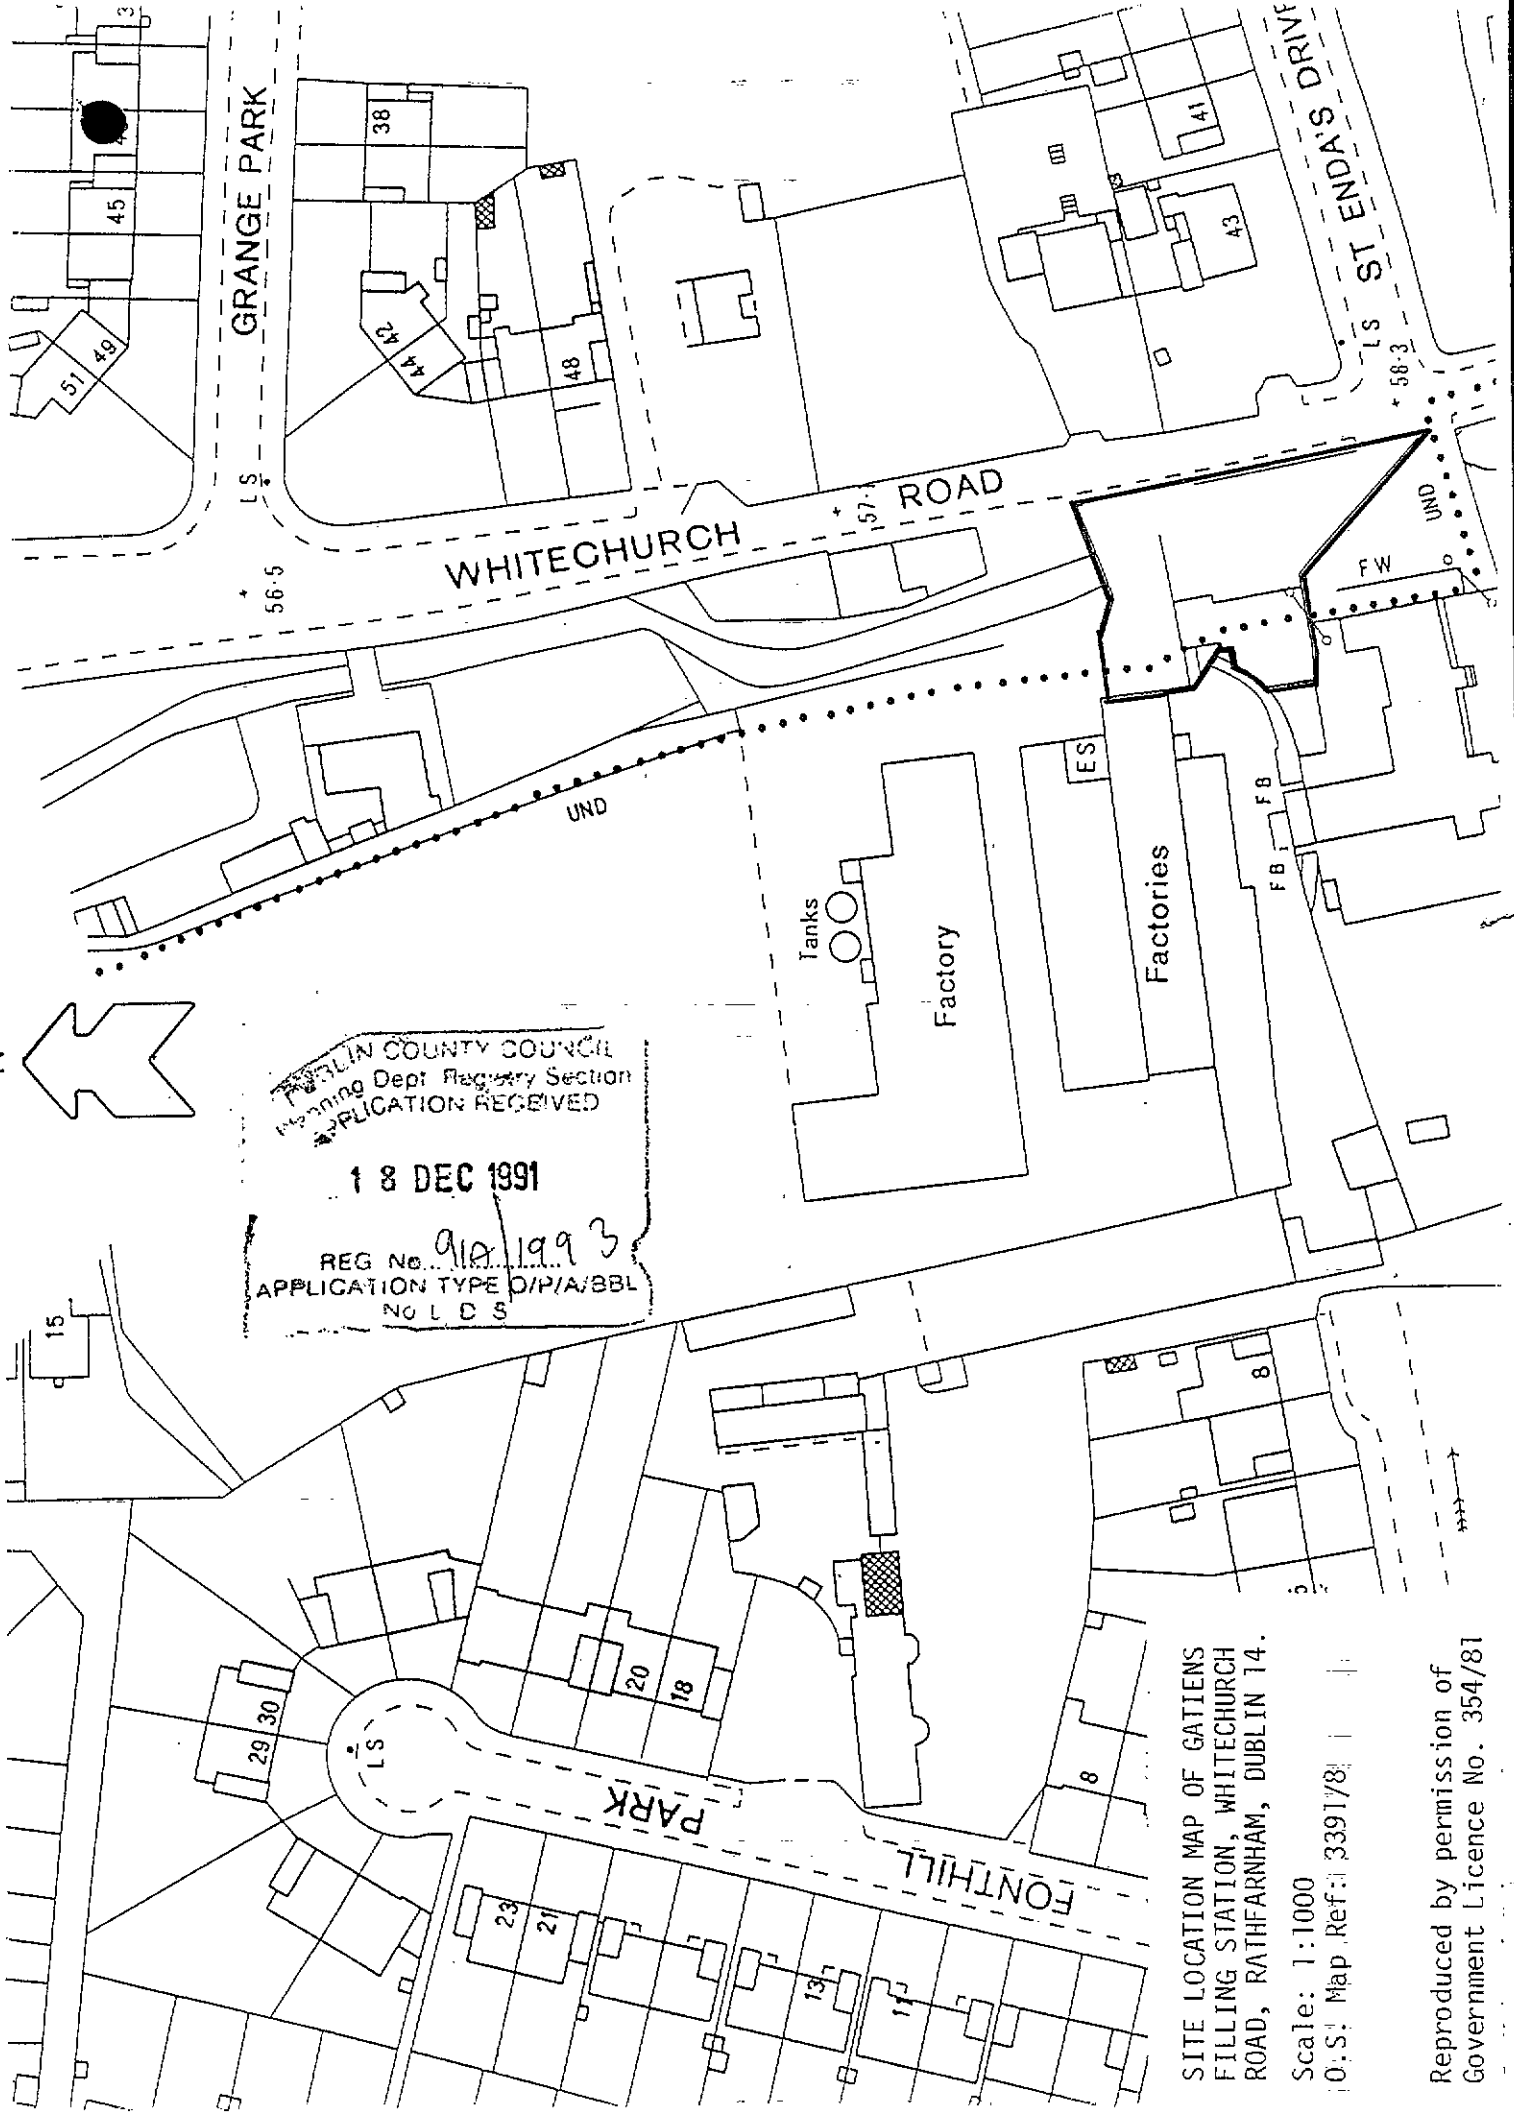 GRANGE PARK
38
45
49
51
42
44
48
LS
56·5
WHITECHURCH ROAD
41
43
ST ENDA'S
LS
58·3
UND
FW
UND
ES
FB
FB
Tanks
Factory
Factories
DUBLIN COUNTY COUNCIL
Planning Dept Registry Section
APPLICATION RECEIVED
18 DEC 1991
REG No. 91A 1993
APPLICATION TYPE O/P/A/BBL
No L D S
15
30
29
LS
20
18
PARK
FONTHILL
23
21
13
11
8
8
SITE LOCATION MAP OF GATIENS
FILLING STATION, WHITECHURCH
ROAD, RATHFARNHAM, DUBLIN 14.
Scale: 1:1000
O.S. Map Ref: 3391/8
Reproduced by permission of
Government Licence No. 354/81